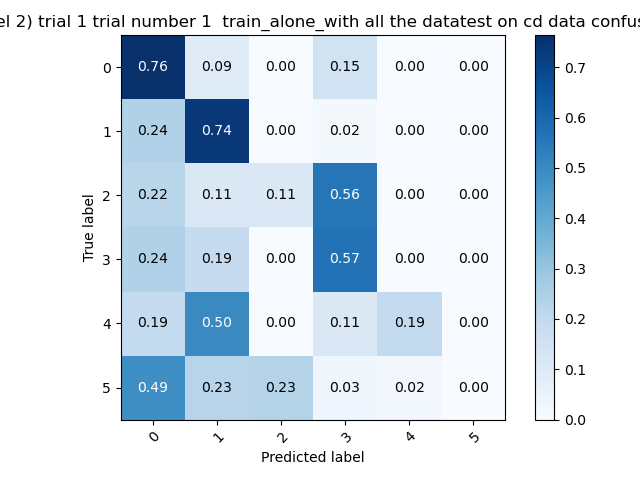 el 2) trial 1 trial number 1  train_alone_with all the datatest on cd data confus
0 0.76 0.09 0.00 0.15 0.00 0.00
1 0.24 0.74 0.00 0.02 0.00 0.00
2 0.22 0.11 0.11 0.56 0.00 0.00
3 0.24 0.19 0.00 0.57 0.00 0.00
4 0.19 0.50 0.00 0.11 0.19 0.00
5 0.49 0.23 0.23 0.03 0.02 0.00
True label
0 1 2 3 4 5
Predicted label
0.7
0.6
0.5
0.4
0.3
0.2
0.1
0.0